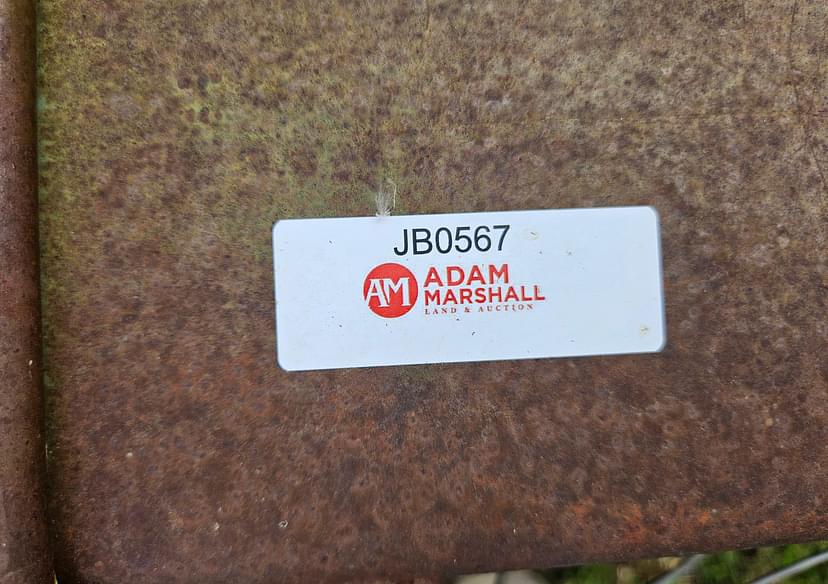 JB0567
AM
ADAM
MARSHALL
LAND & AUCTION